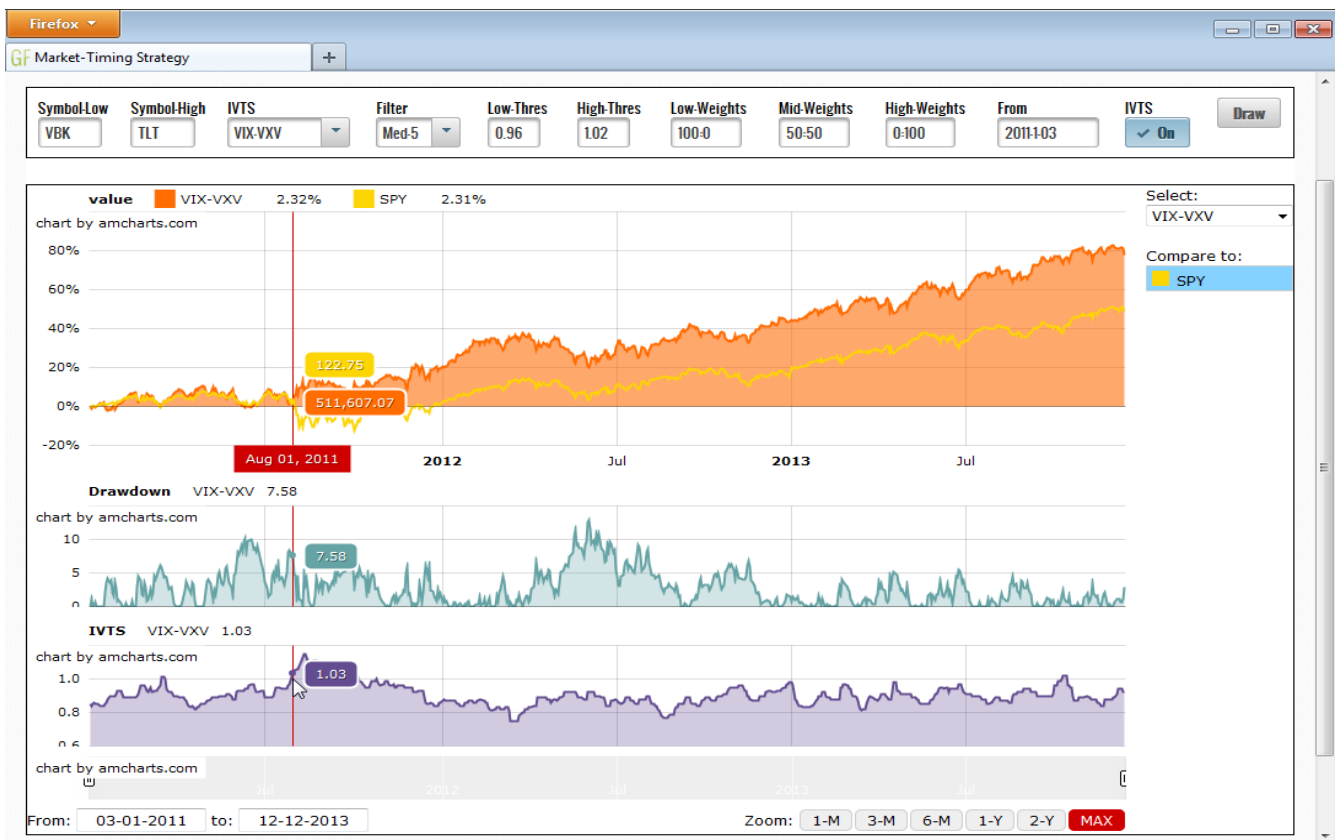 Firefox
GF Market-Timing Strategy +
Symbol-Low Symbol-High IVTS Filter Low-Thres High-Thres Low-Weights Mid-Weights High-Weights From IVTS
VBK TLT VIX-VXV Med-5 0.96 1.02 100:0 50:50 0:100 2011-1-03 On Draw
value VIX-VXV 2.32% SPY 2.31%
Select:
VIX-VXV
Compare to:
SPY
chart by amcharts.com
80%
60%
40%
20%
0%
-20%
122.75
511,607.07
Aug 01, 2011 2012 Jul 2013 Jul
Drawdown VIX-VXV 7.58
chart by amcharts.com
10
5
0
7.58
IVTS VIX-VXV 1.03
chart by amcharts.com
1.0
0.8
0.6
1.03
chart by amcharts.com
Jul 2012 Jul 2013 Jul
From: 03-01-2011 to: 12-12-2013 Zoom: 1-M 3-M 6-M 1-Y 2-Y MAX